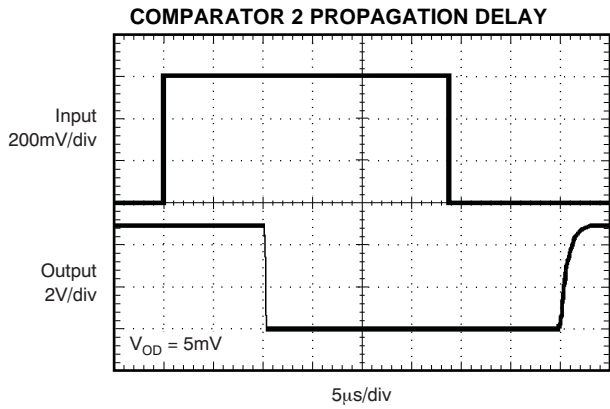 COMPARATOR 2 PROPAGATION DELAY
Input
200mV/div
Output
2V/div
V_OD = 5mV
5µs/div